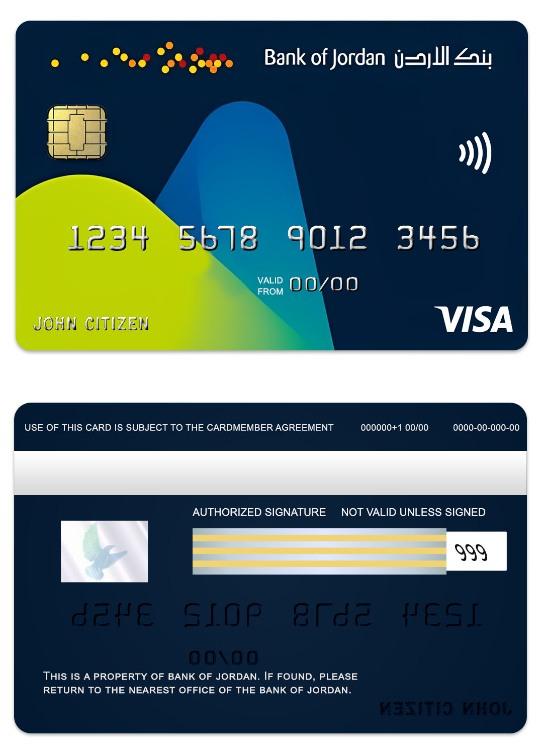 Bank of Jordan بنك الاردن
1234 5678 9012 3456
VALID FROM 00/00
JOHN CITIZEN
VISA
USE OF THIS CARD IS SUBJECT TO THE CARDMEMBER AGREEMENT 000000+1 00/00 0000-00-000-00
AUTHORIZED SIGNATURE NOT VALID UNLESS SIGNED
999
3456 9012 5678 1234
00/00
THIS IS A PROPERTY OF BANK OF JORDAN. IF FOUND, PLEASE
RETURN TO THE NEAREST OFFICE OF THE BANK OF JORDAN.
JOHN CITIZEN